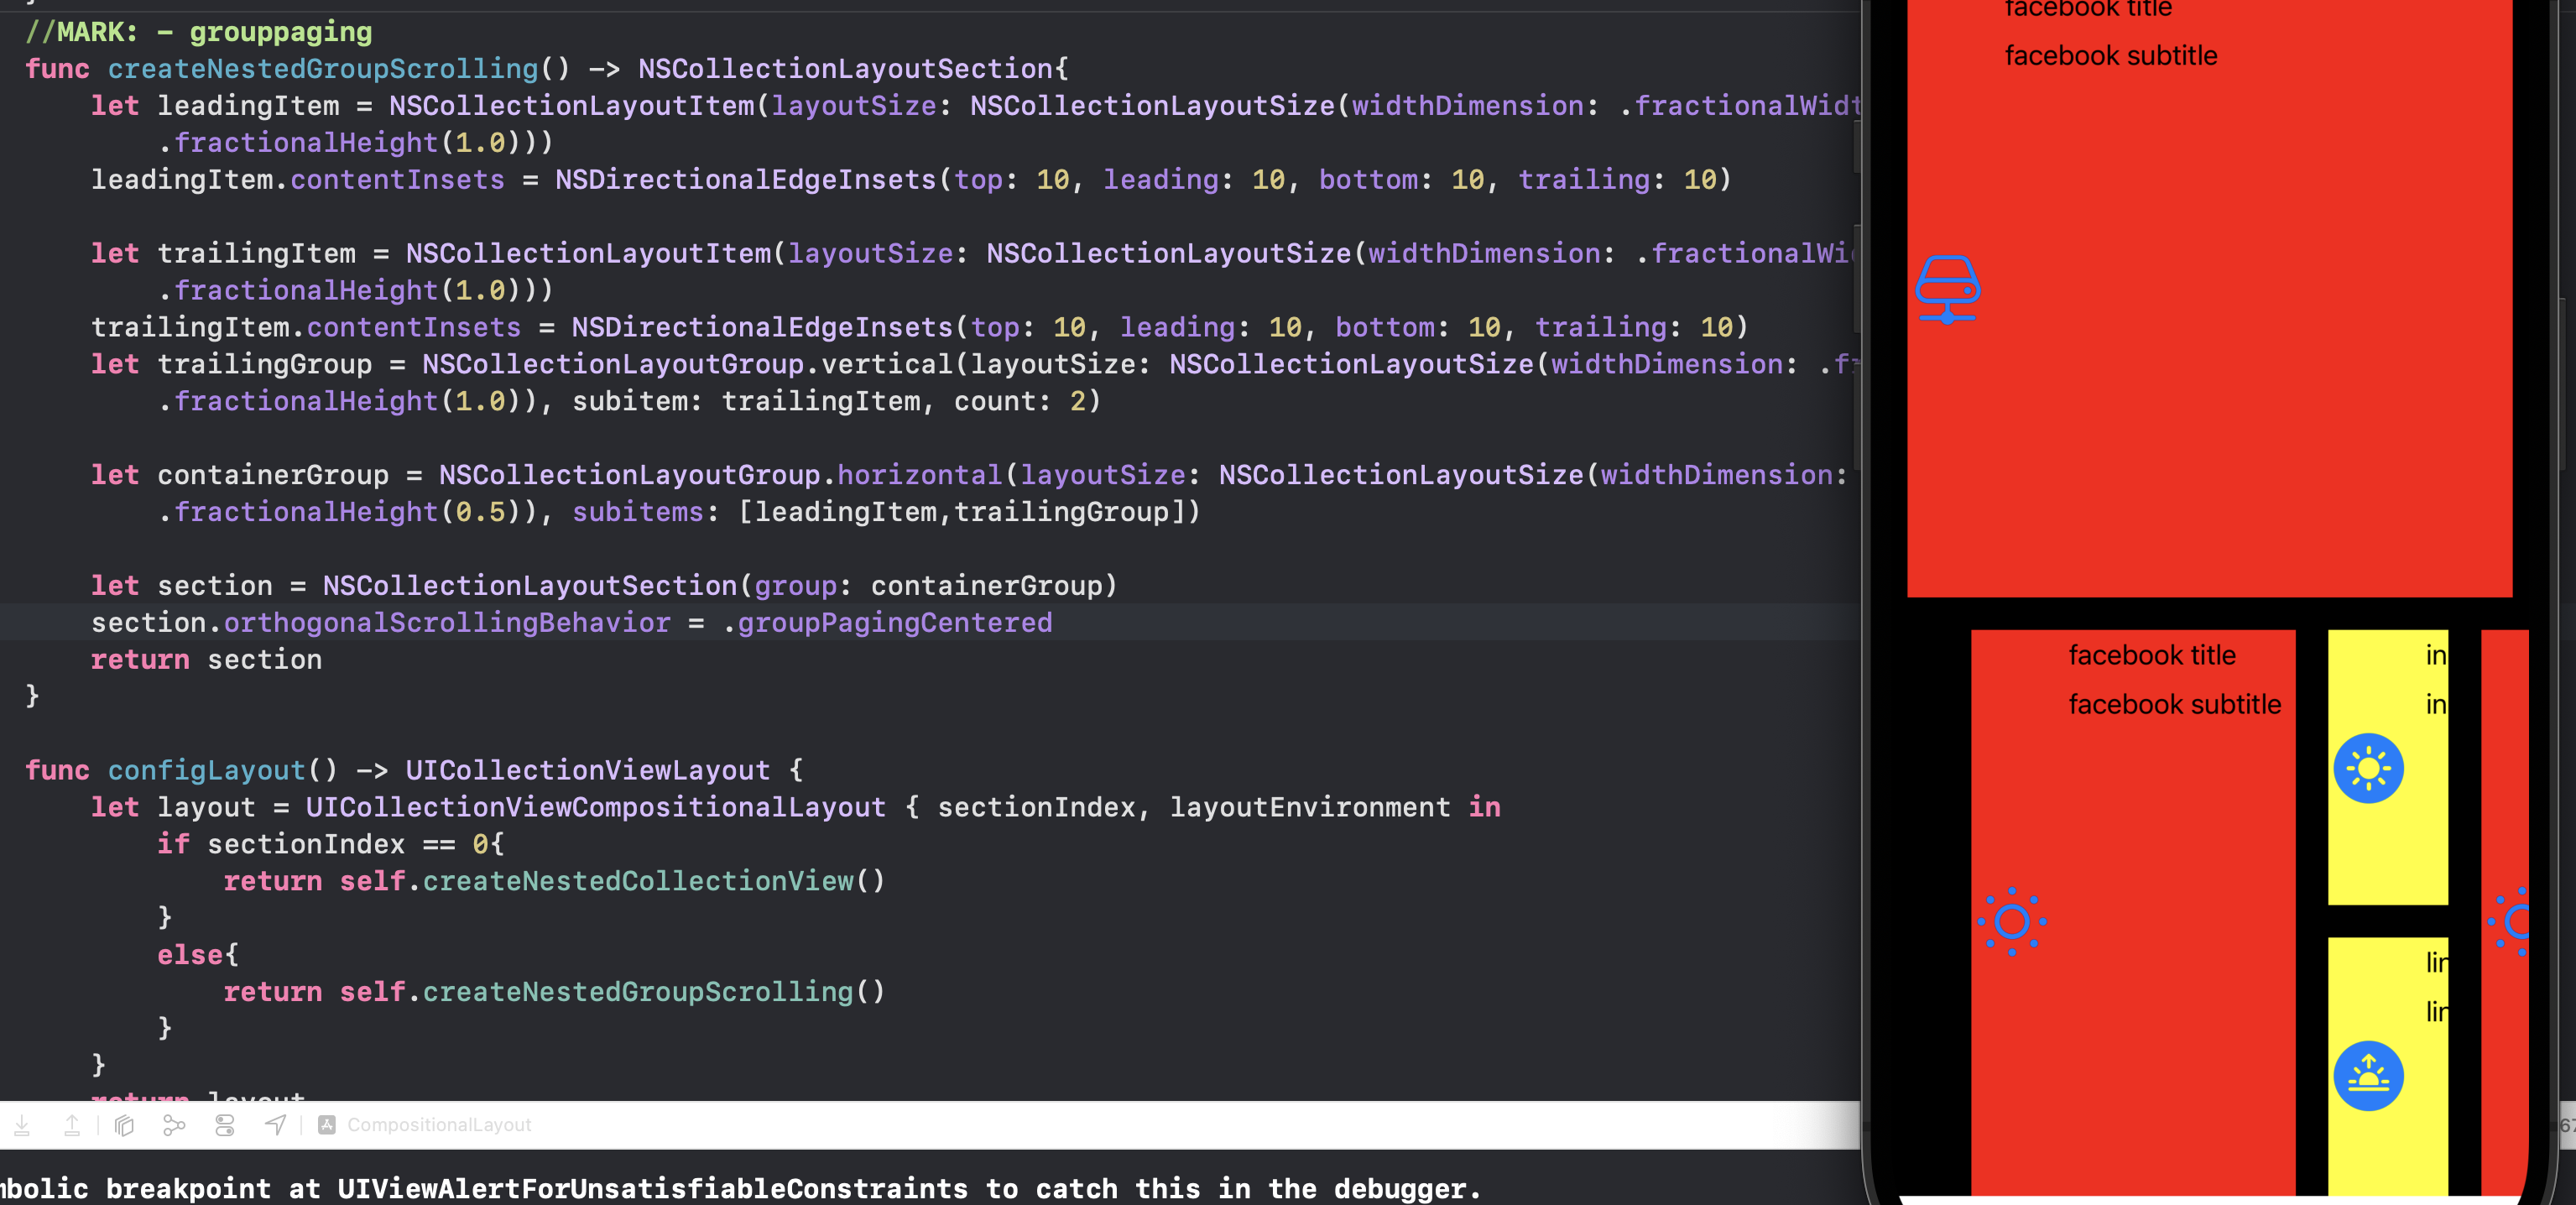 //MARK: - grouppaging
func createNestedGroupScrolling() -> NSCollectionLayoutSection{
let leadingItem = NSCollectionLayoutItem(layoutSize: NSCollectionLayoutSize(widthDimension: .fractionalWidt
.fractionalHeight(1.0)))
leadingItem.contentInsets = NSDirectionalEdgeInsets(top: 10, leading: 10, bottom: 10, trailing: 10)
let trailingItem = NSCollectionLayoutItem(layoutSize: NSCollectionLayoutSize(widthDimension: .fractionalWi
.fractionalHeight(1.0)))
trailingItem.contentInsets = NSDirectionalEdgeInsets(top: 10, leading: 10, bottom: 10, trailing: 10)
let trailingGroup = NSCollectionLayoutGroup.vertical(layoutSize: NSCollectionLayoutSize(widthDimension: .f
.fractionalHeight(1.0)), subitem: trailingItem, count: 2)
let containerGroup = NSCollectionLayoutGroup.horizontal(layoutSize: NSCollectionLayoutSize(widthDimension:
.fractionalHeight(0.5)), subitems: [leadingItem,trailingGroup])
let section = NSCollectionLayoutSection(group: containerGroup)
section.orthogonalScrollingBehavior = .groupPagingCentered
return section
}
func configLayout() -> UICollectionViewLayout {
let layout = UICollectionViewCompositionalLayout { sectionIndex, layoutEnvironment in
if sectionIndex == 0{
return self.createNestedCollectionView()
}
else{
return self.createNestedGroupScrolling()
}
}
return layout
CompositionalLayout
mbolic breakpoint at UIViewAlertForUnsatisfiableConstraints to catch this in the debugger.
facebook title
facebook subtitle
facebook title
facebook subtitle
in
in
lin
lin
67